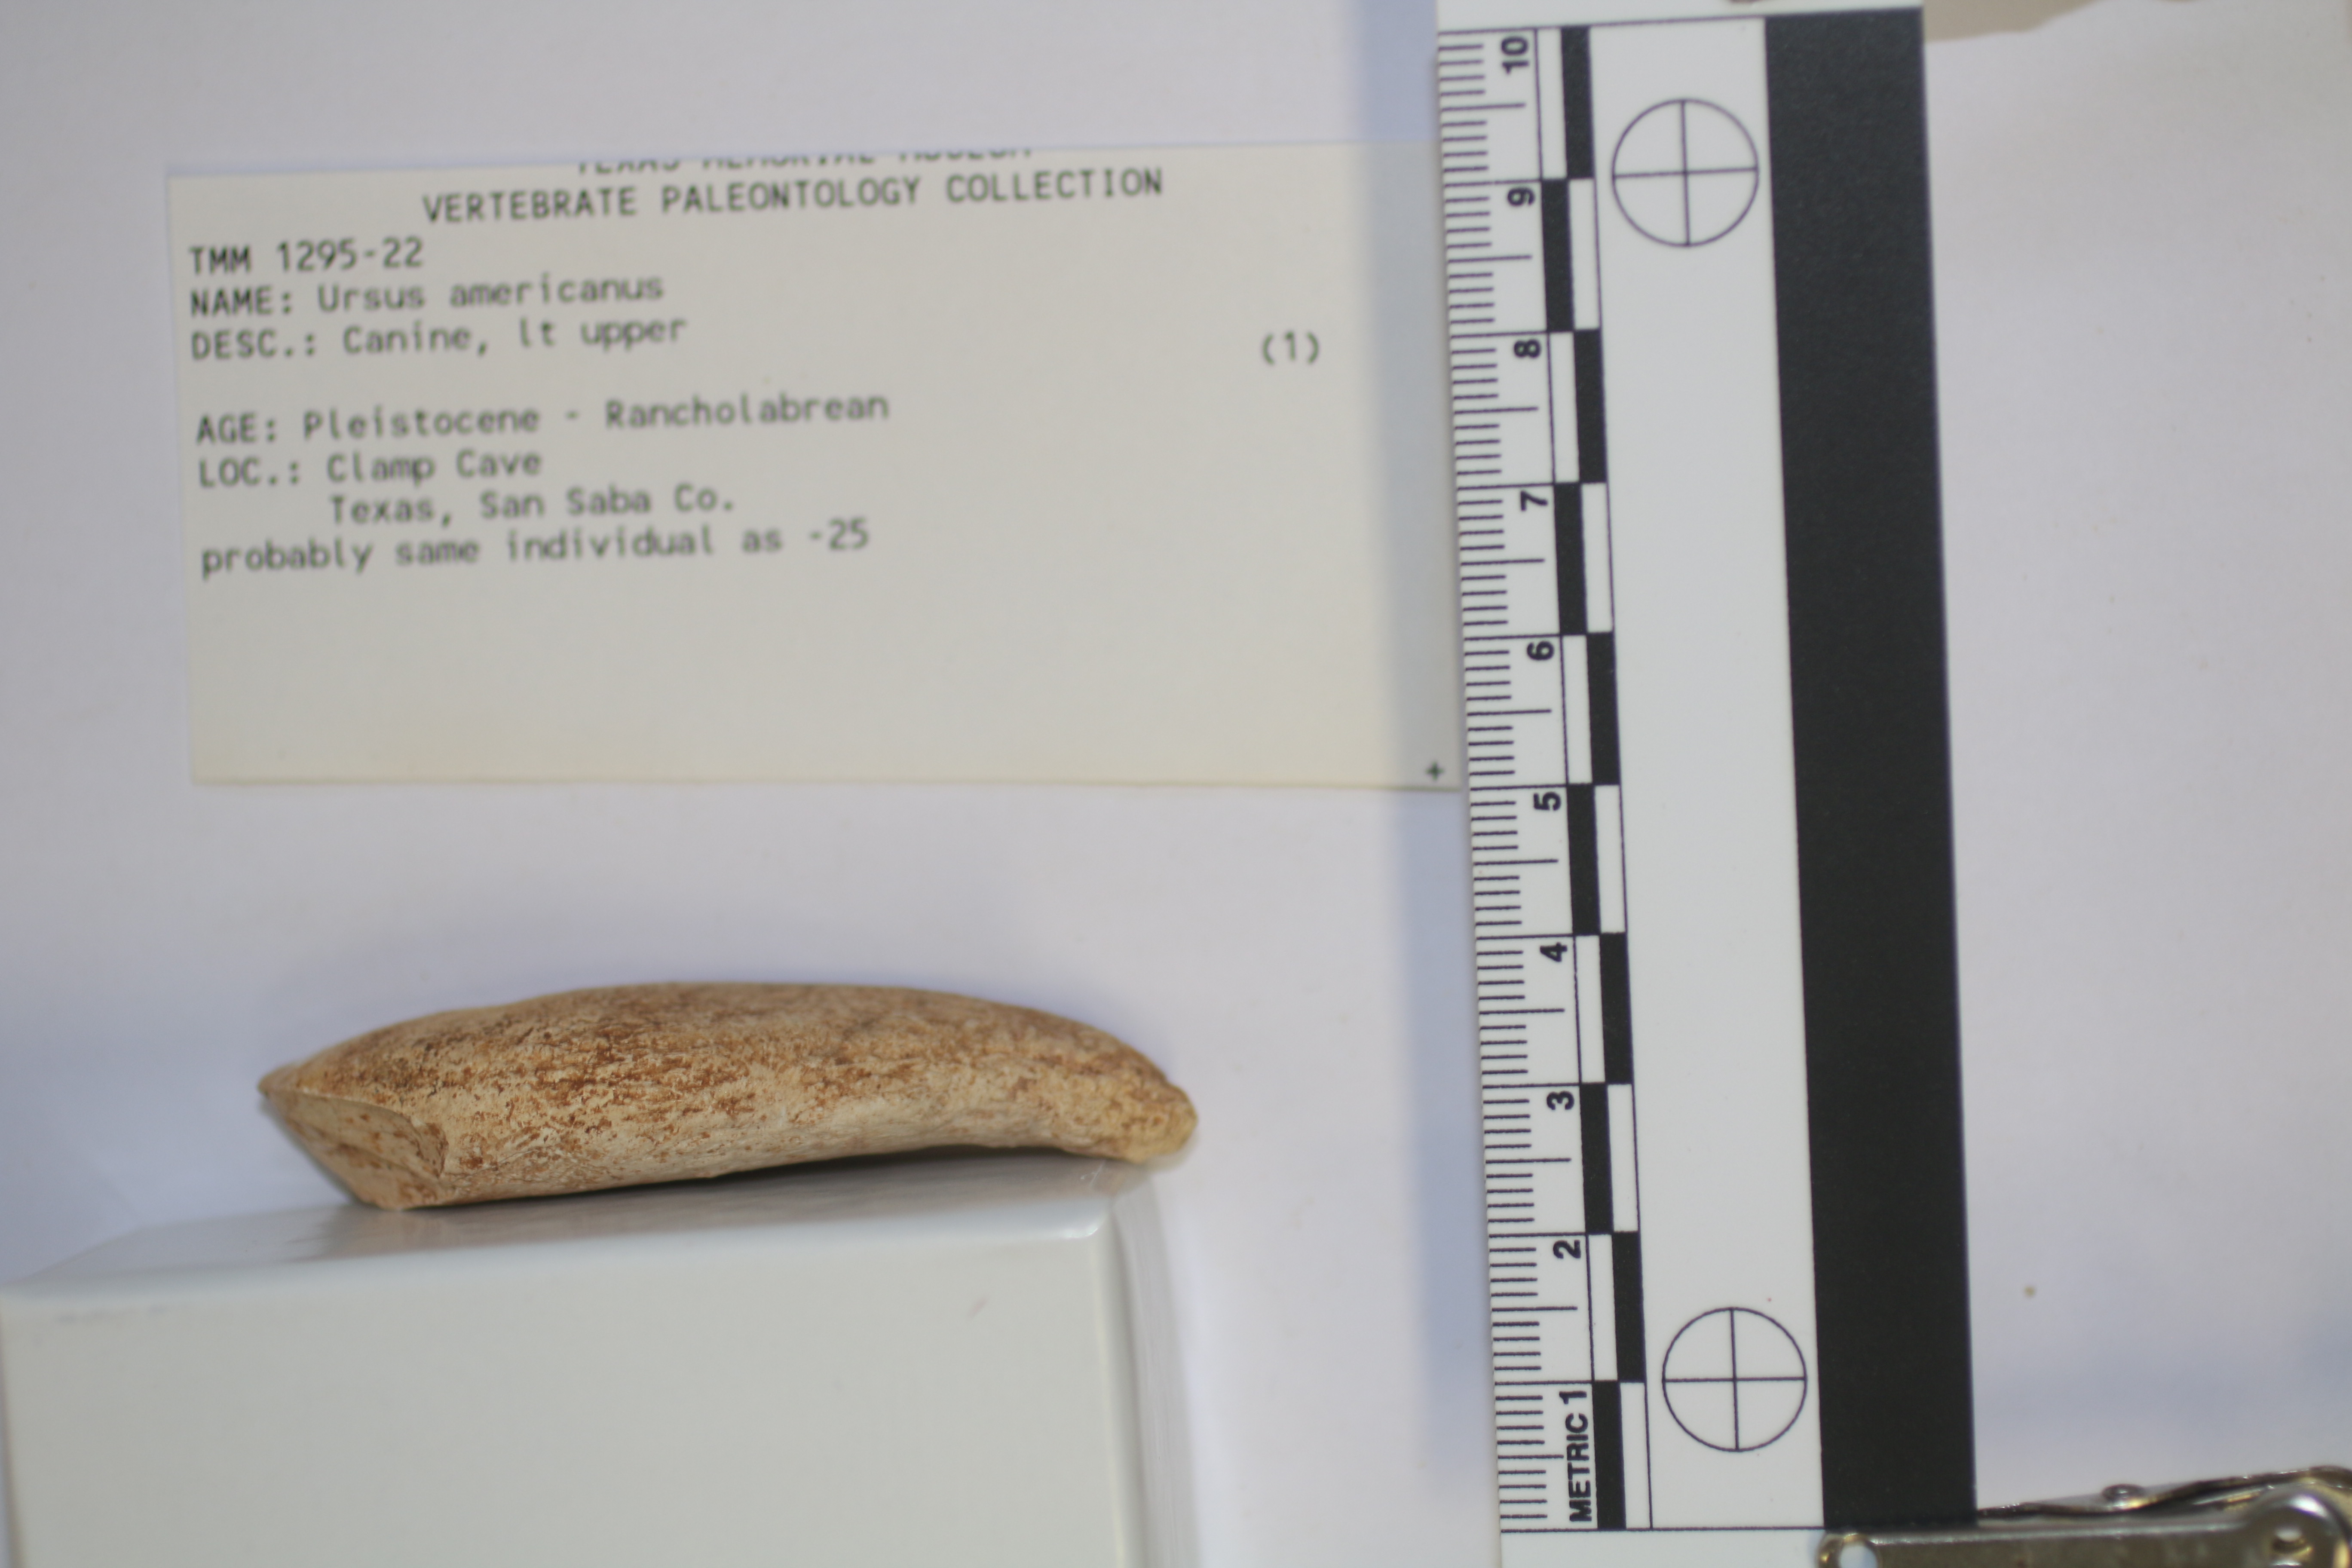 VERTEBRATE PALEONTOLOGY COLLECTION
TMM 1295-22
NAME: Ursus americanus
DESC.: Canine, lt upper (1)
AGE: Pleistocene - Rancholabrean
LOC.: Clamp Cave
Texas, San Saba Co.
probably same individual as -25
+
METRIC 1 2 3 4 5 6 7 8 9 10